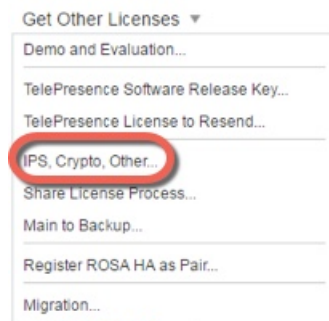 Get Other Licenses ▼
Demo and Evaluation...
TelePresence Software Release Key...
TelePresence License to Resend...
IPS, Crypto, Other...
Share License Process...
Main to Backup...
Register ROSA HA as Pair...
Migration...